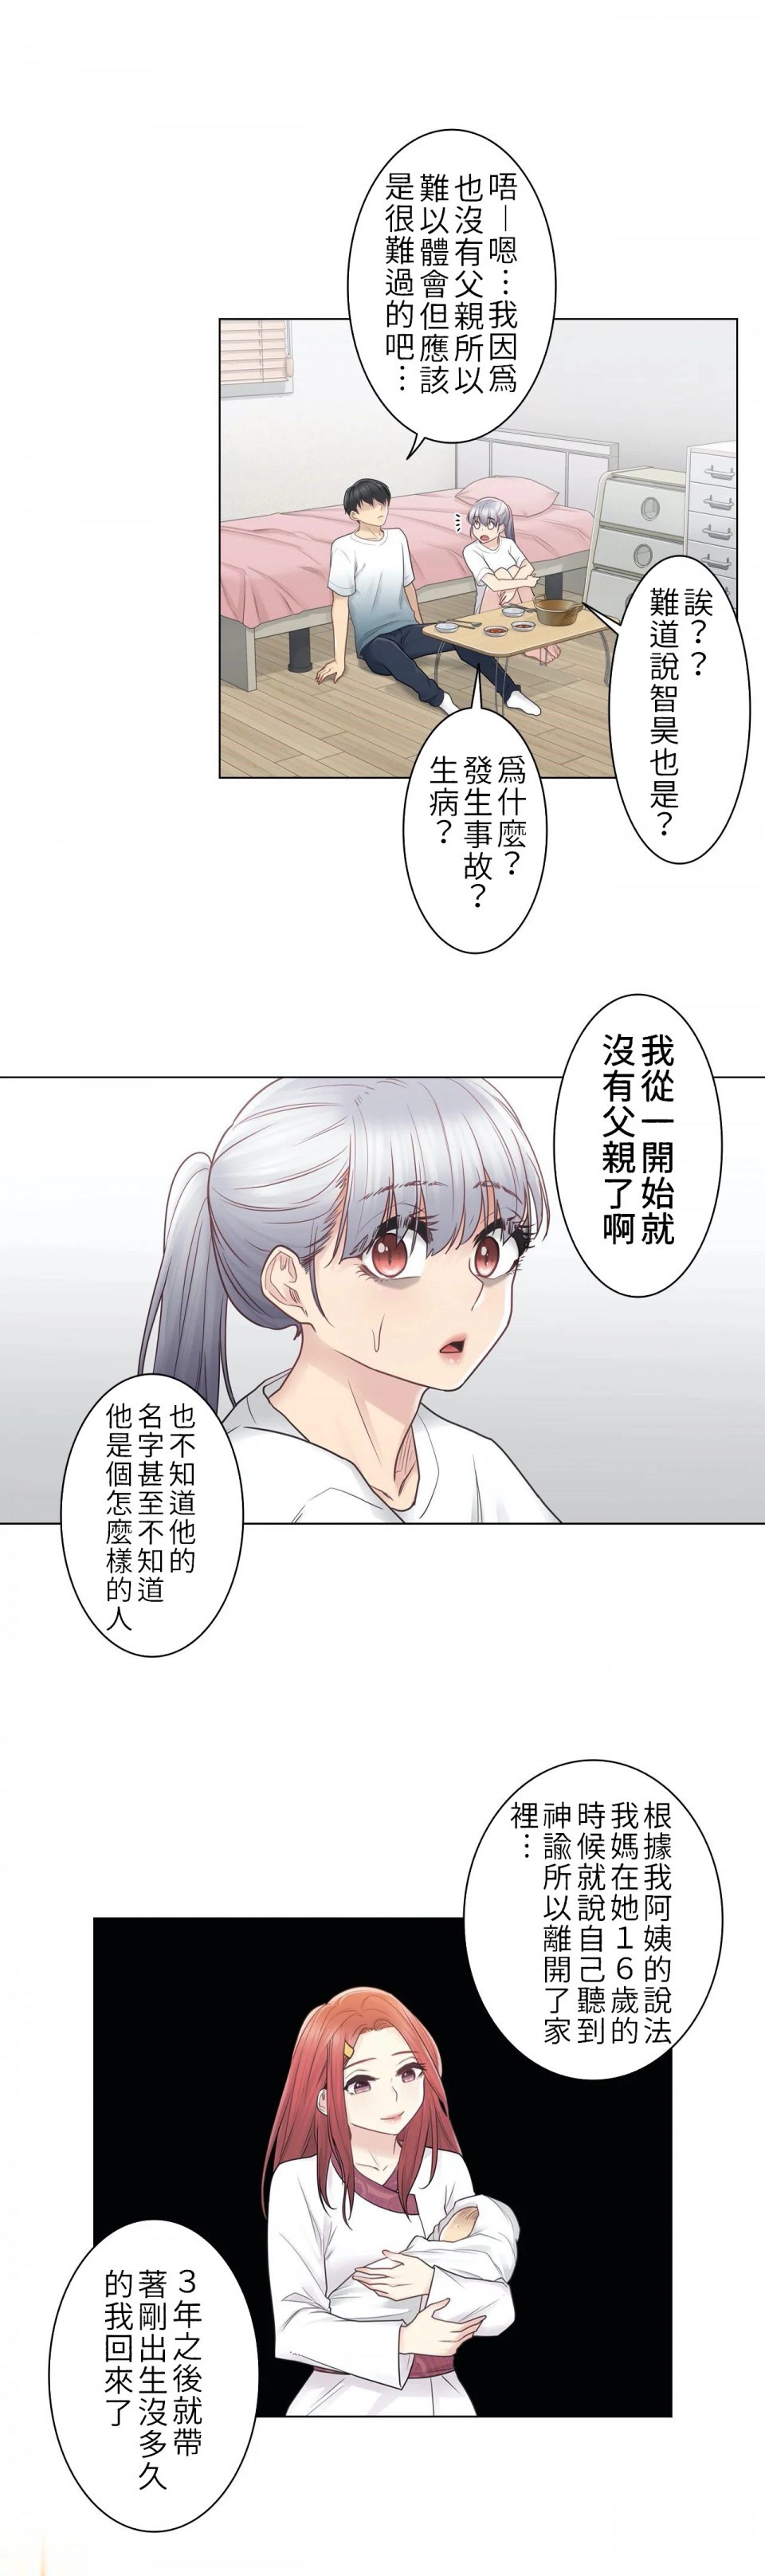 唔—嗯…我因爲
也沒有父親所以
難以體會但應該
是很難過的吧…
誒？？
難道說智昊也是？
爲什麼？
發生事故？
生病？
我從一開始就
沒有父親了啊
也不知道他的
名字甚至不知道
他是個怎麼樣的人
根據我阿姨的說法
我媽在她16歲的
時候就說自己聽到
神諭所以離開了家
裡…
3年之後就帶
著剛出生沒多久
的我回來了